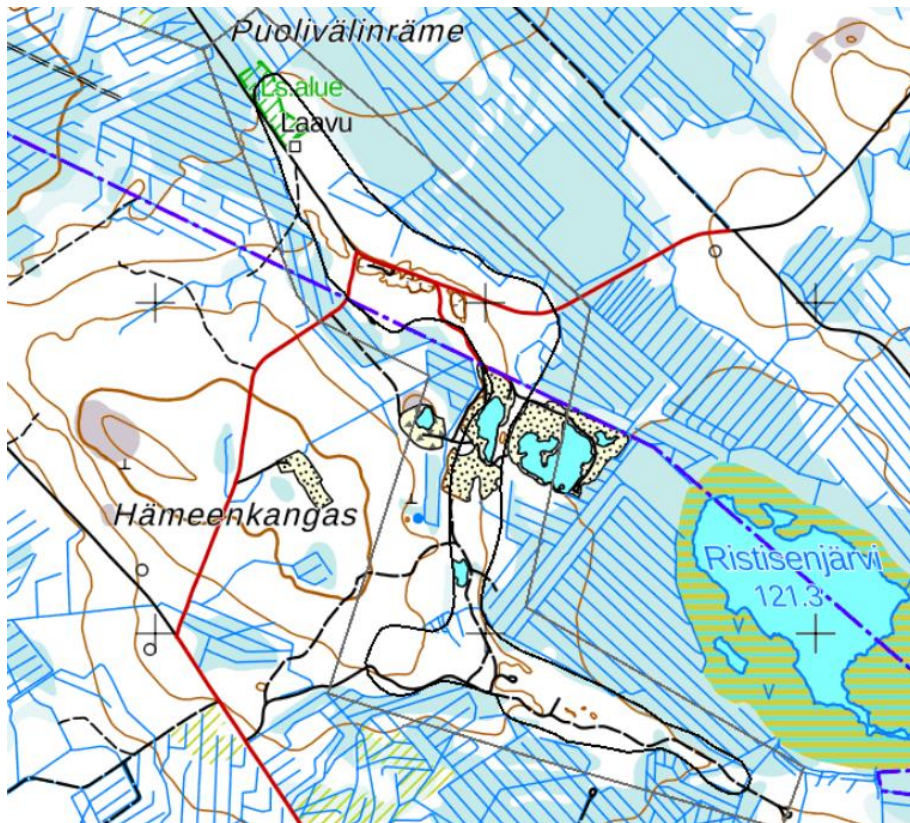 Puolivälinräme
Ls.alue
Laavu
Hämeenkangas
Ristisenjärvi
121.3